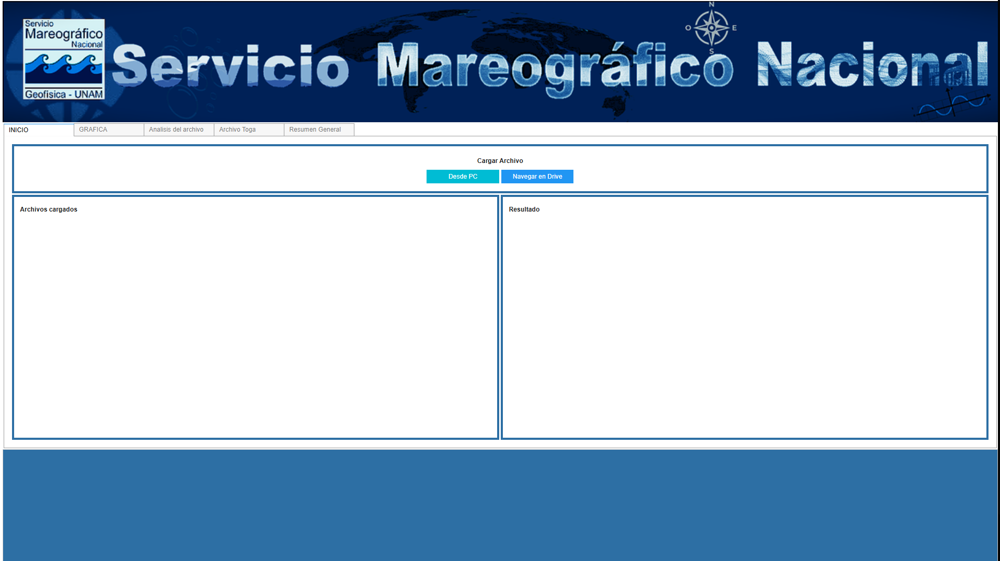 N
O E
S
Servicio
Mareográfico
Nacional
Geofísica - UNAM
Servicio Mareográfico Nacional
INICIO GRAFICA Analisis del archivo Archivo Toga Resumen General
Cargar Archivo
Desde PC Navegar en Drive
Archivos cargados
Resultado